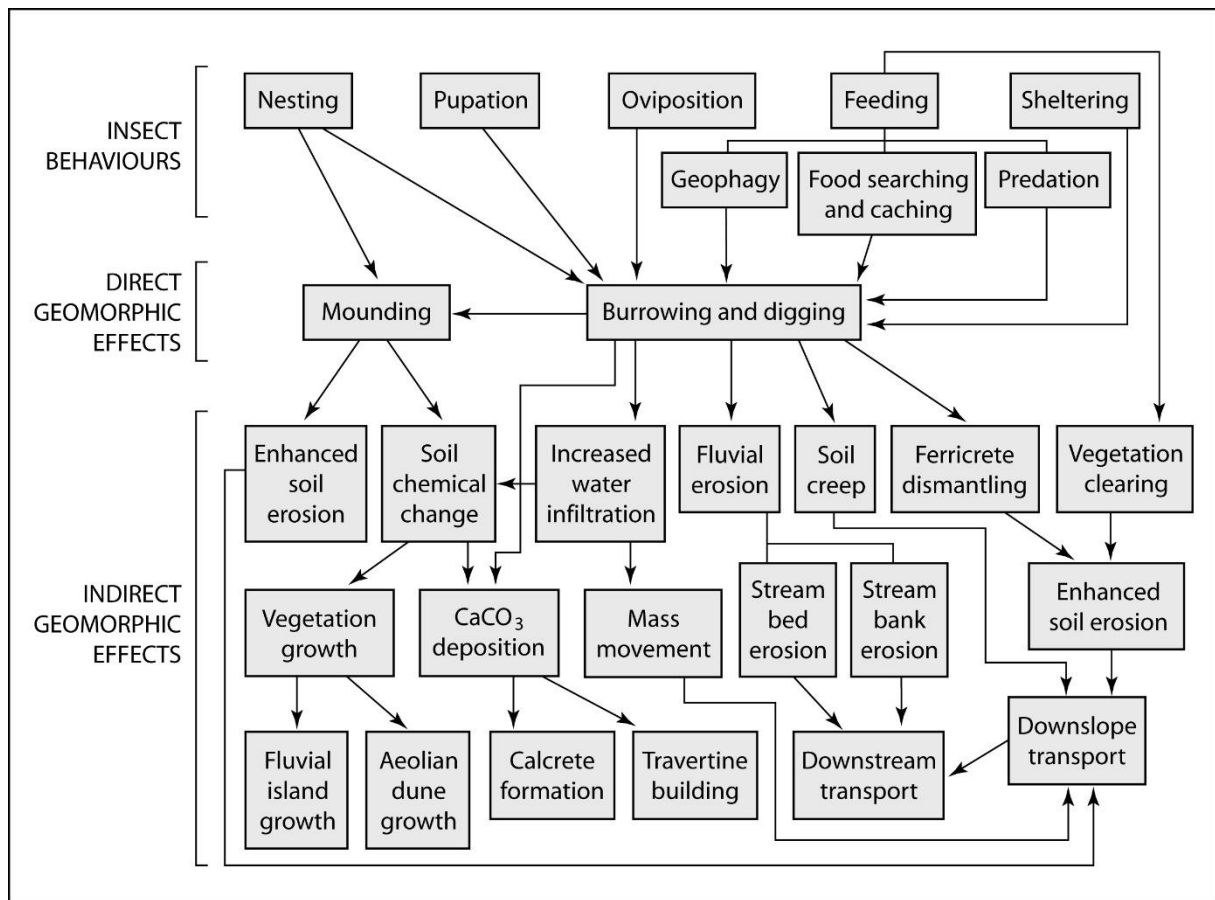 INSECT
BEHAVIOURS
Nesting
Pupation
Oviposition
Feeding
Sheltering
Geophagy
Food searching
and caching
Predation
DIRECT
GEOMORPHIC
EFFECTS
Mounding
Burrowing and digging
INDIRECT
GEOMORPHIC
EFFECTS
Enhanced
soil
erosion
Soil
chemical
change
Increased
water
infiltration
Fluvial
erosion
Soil
creep
Ferricrete
dismantling
Vegetation
clearing
Vegetation
growth
CaCO₃
deposition
Mass
movement
Stream
bed
erosion
Stream
bank
erosion
Enhanced
soil erosion
Fluvial
island
growth
Aeolian
dune
growth
Calcrete
formation
Travertine
building
Downstream
transport
Downslope
transport